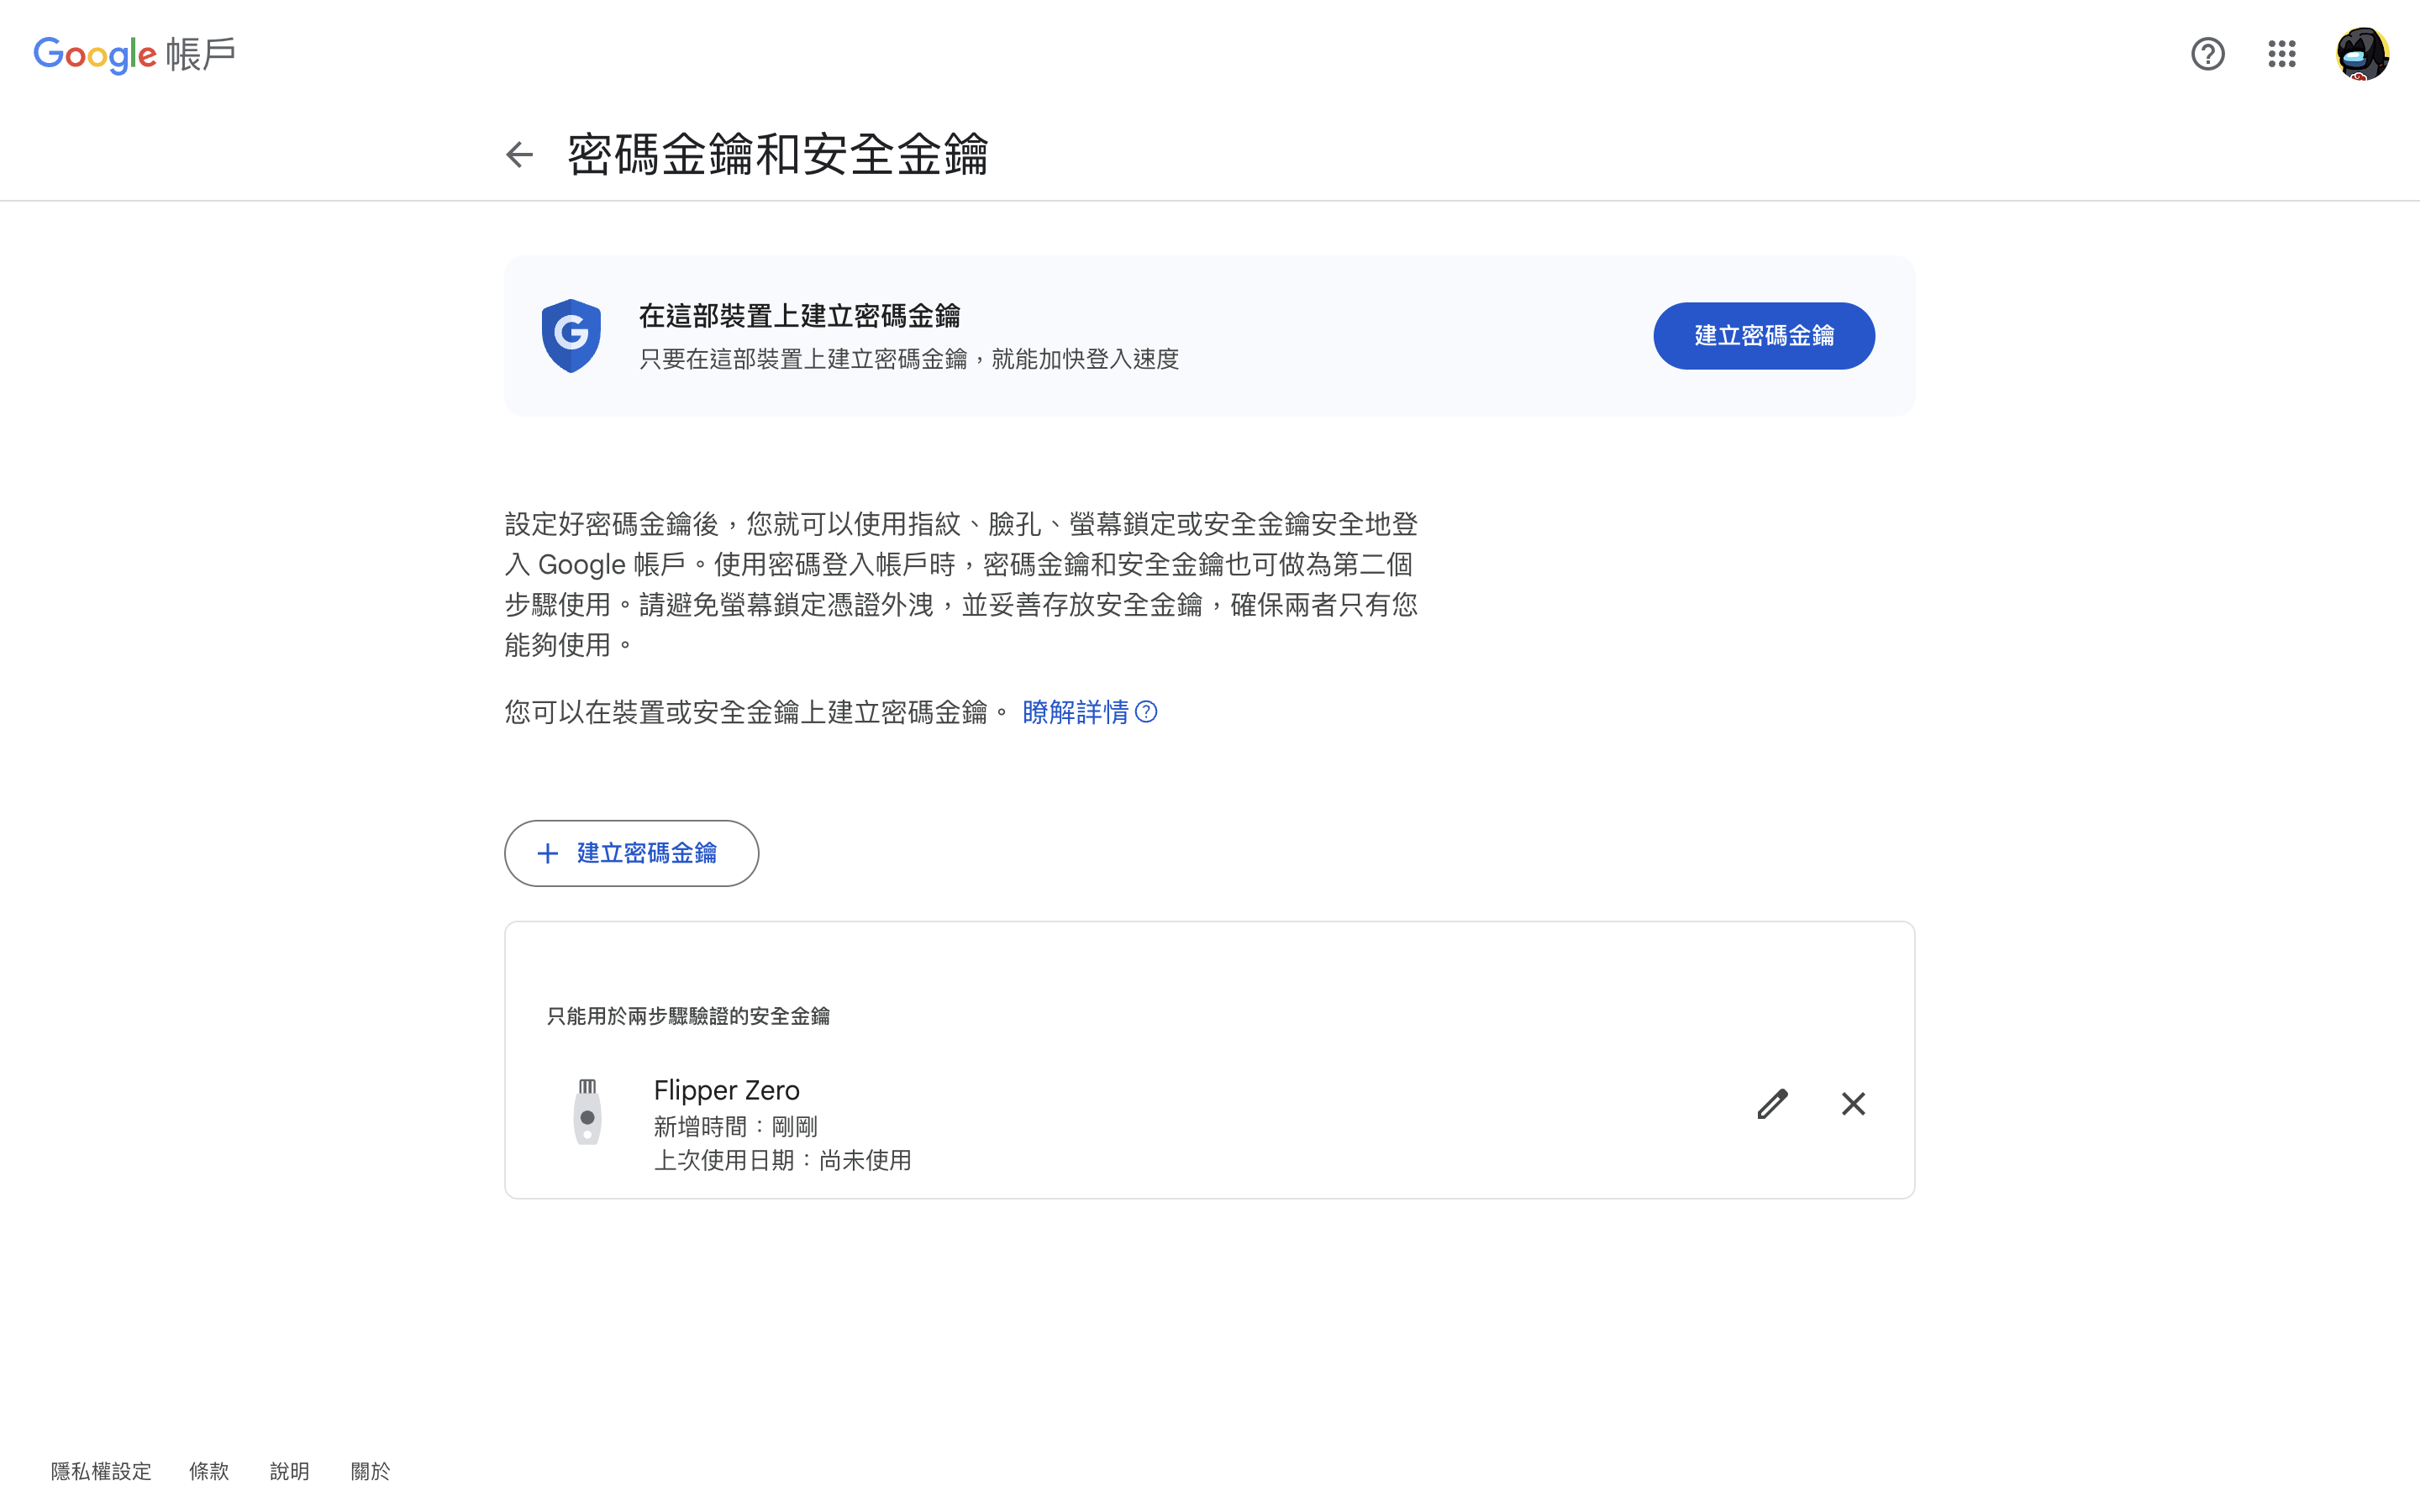 Google 帳戶
密碼金鑰和安全金鑰
在這部裝置上建立密碼金鑰
只要在這部裝置上建立密碼金鑰，就能加快登入速度
建立密碼金鑰
設定好密碼金鑰後，您就可以使用指紋、臉孔、螢幕鎖定或安全金鑰安全地登
入 Google 帳戶。使用密碼登入帳戶時，密碼金鑰和安全金鑰也可做為第二個
步驟使用。請避免螢幕鎖定憑證外洩，並妥善存放安全金鑰，確保兩者只有您
能夠使用。
您可以在裝置或安全金鑰上建立密碼金鑰。 瞭解詳情
建立密碼金鑰
只能用於兩步驟驗證的安全金鑰
Flipper Zero
新增時間：剛剛
上次使用日期：尚未使用
隱私權設定 條款 說明 關於